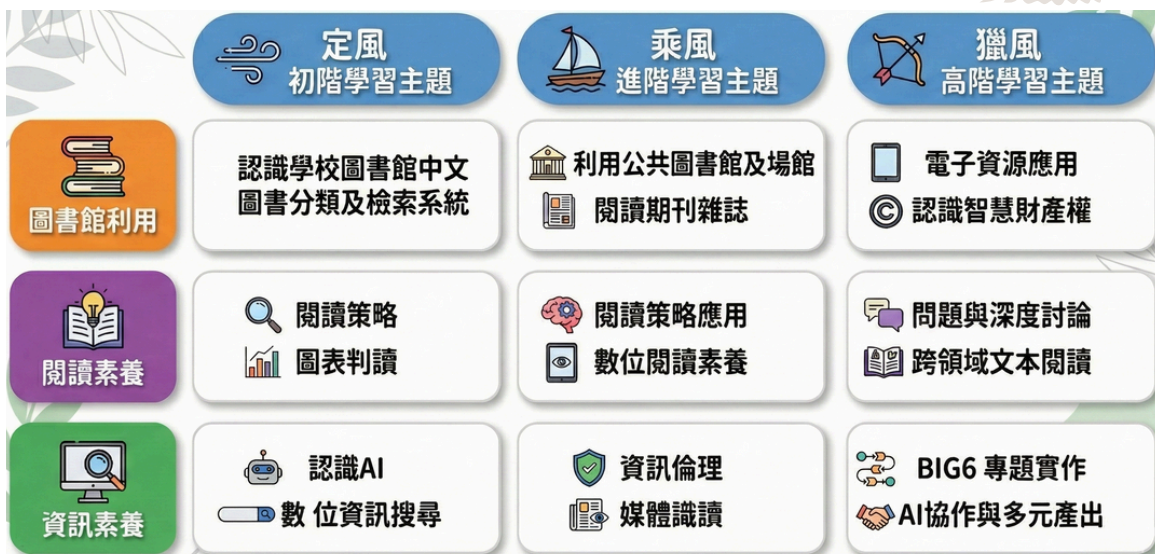 定風
初階學習主題
乘風
進階學習主題
獵風
高階學習主題
圖書館利用
認識學校圖書館中文
圖書分類及檢索系統
利用公共圖書館及場館
閱讀期刊雜誌
電子資源應用
認識智慧財產權
閱讀素養
閱讀策略
圖表判讀
閱讀策略應用
數位閱讀素養
問題與深度討論
跨領域文本閱讀
資訊素養
認識AI
數 位資訊搜尋
資訊倫理
媒體識讀
BIG6 專題實作
AI協作與多元產出